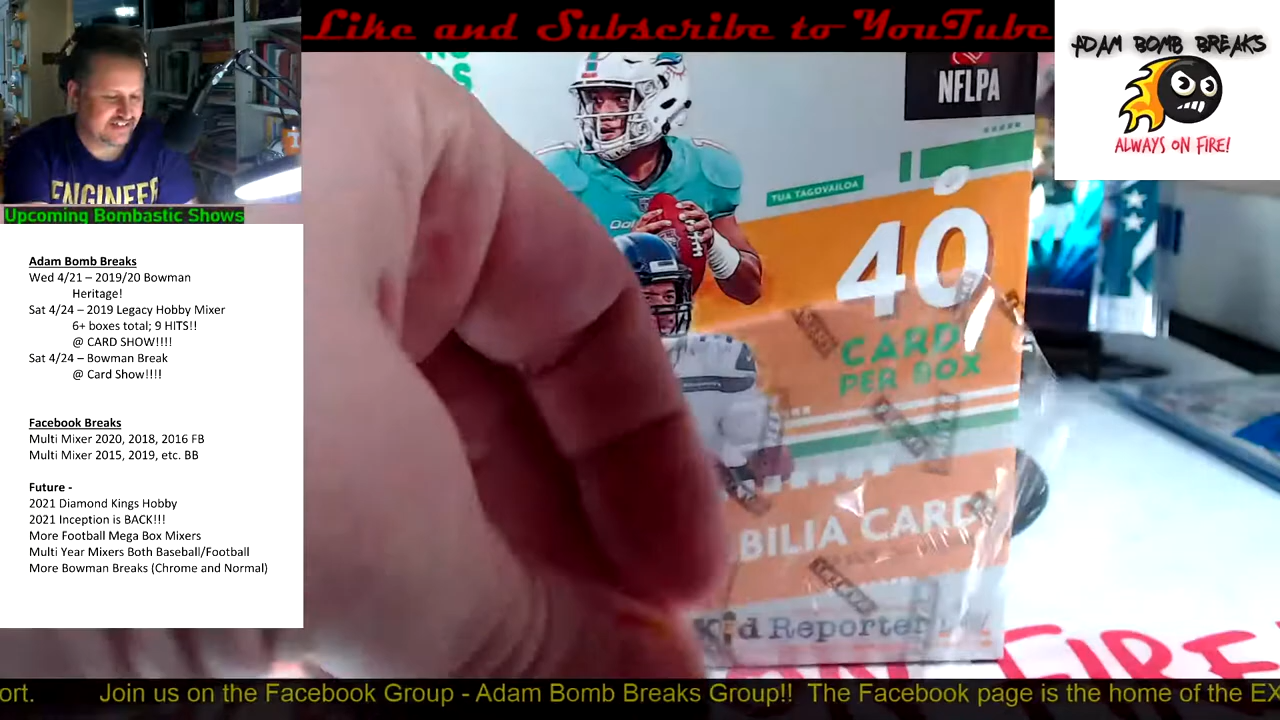 Like and Subscribe to YouTube
ADAM BOMB BREAKS
ALWAYS ON FIRE!
ENGINEER
Upcoming Bombastic Shows
Adam Bomb Breaks
Wed 4/21 – 2019/20 Bowman
Heritage!
Sat 4/24 – 2019 Legacy Hobby Mixer
6+ boxes total; 9 HITS!!
@ CARD SHOW!!!!
Sat 4/24 – Bowman Break
@ Card Show!!!!
Facebook Breaks
Multi Mixer 2020, 2018, 2016 FB
Multi Mixer 2015, 2019, etc. BB
Future -
2021 Diamond Kings Hobby
2021 Inception is BACK!!!
More Football Mega Box Mixers
Multi Year Mixers Both Baseball/Football
More Bowman Breaks (Chrome and Normal)
NFLPA
TUA TAGOVAILOA
40
CARDS
PER BOX
BILIA CARD
Kid Reporter
ON FIRE!
ort. Join us on the Facebook Group - Adam Bomb Breaks Group!! The Facebook page is the home of the EX